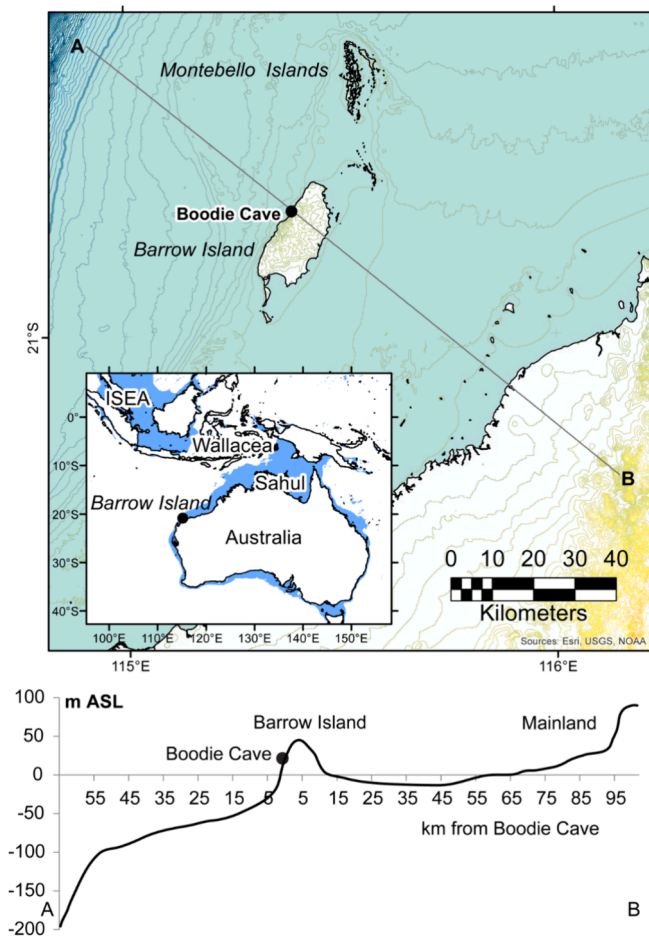 A
Montebello Islands
Boodie Cave
Barrow Island
21°S
ISEA
0°
Wallacea
10°S
Sahul
B
Barrow Island
20°S
Australia
0 10 20 30 40
30°S
Kilometers
40°S
100°E 110°E 120°E 130°E 140°E 150°E
Sources: Esri, USGS, NOAA
115°E 116°E
100 m ASL
Barrow Island Mainland
50
Boodie Cave
0
55 45 35 25 15 5 5 15 25 35 45 55 65 75 85 95
-50
km from Boodie Cave
-100
-150
A B
-200